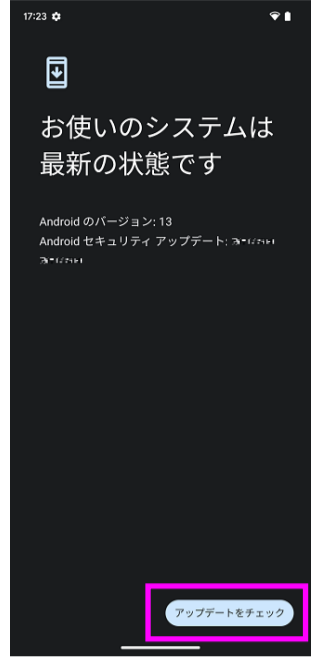 17:23
お使いのシステムは
最新の状態です
Android のバージョン: 13
Android セキュリティ アップデート:
アップデートをチェック